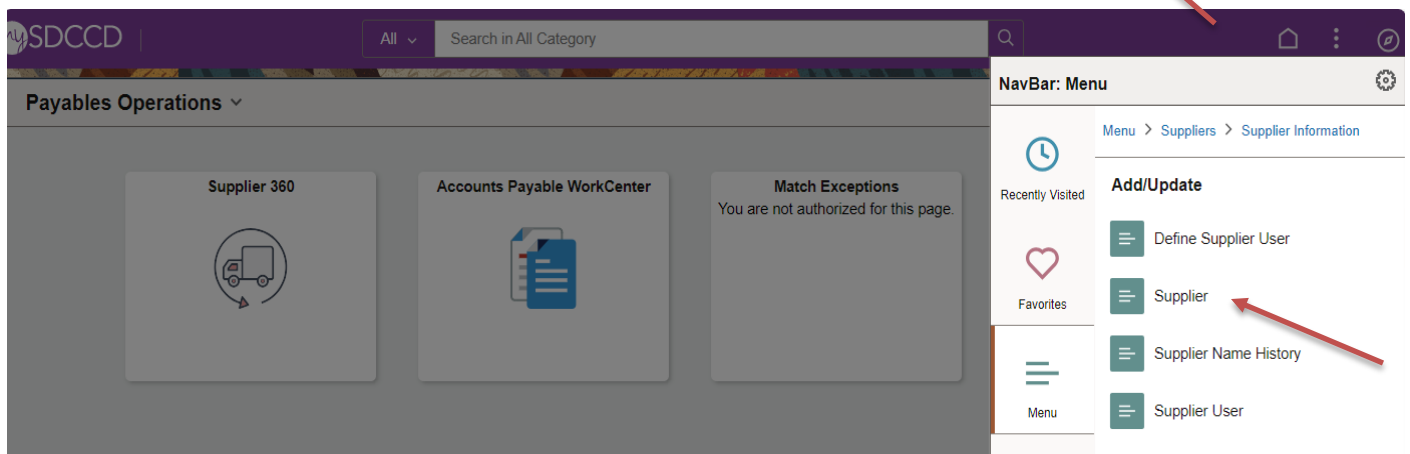 mySDCCD
All
Search in All Category
Payables Operations
Supplier 360
Accounts Payable WorkCenter
Match Exceptions
You are not authorized for this page.
NavBar: Menu
Recently Visited
Favorites
Menu
Menu > Suppliers > Supplier Information
Add/Update
Define Supplier User
Supplier
Supplier Name History
Supplier User